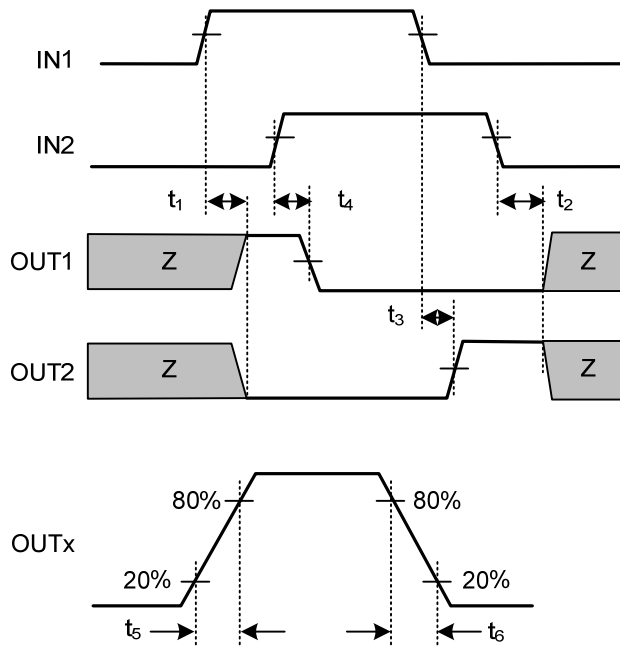 IN1
IN2
t1 t4 t2
OUT1 Z Z
t3
OUT2 Z Z
80% 80%
OUTx
20% 20%
t5 t6